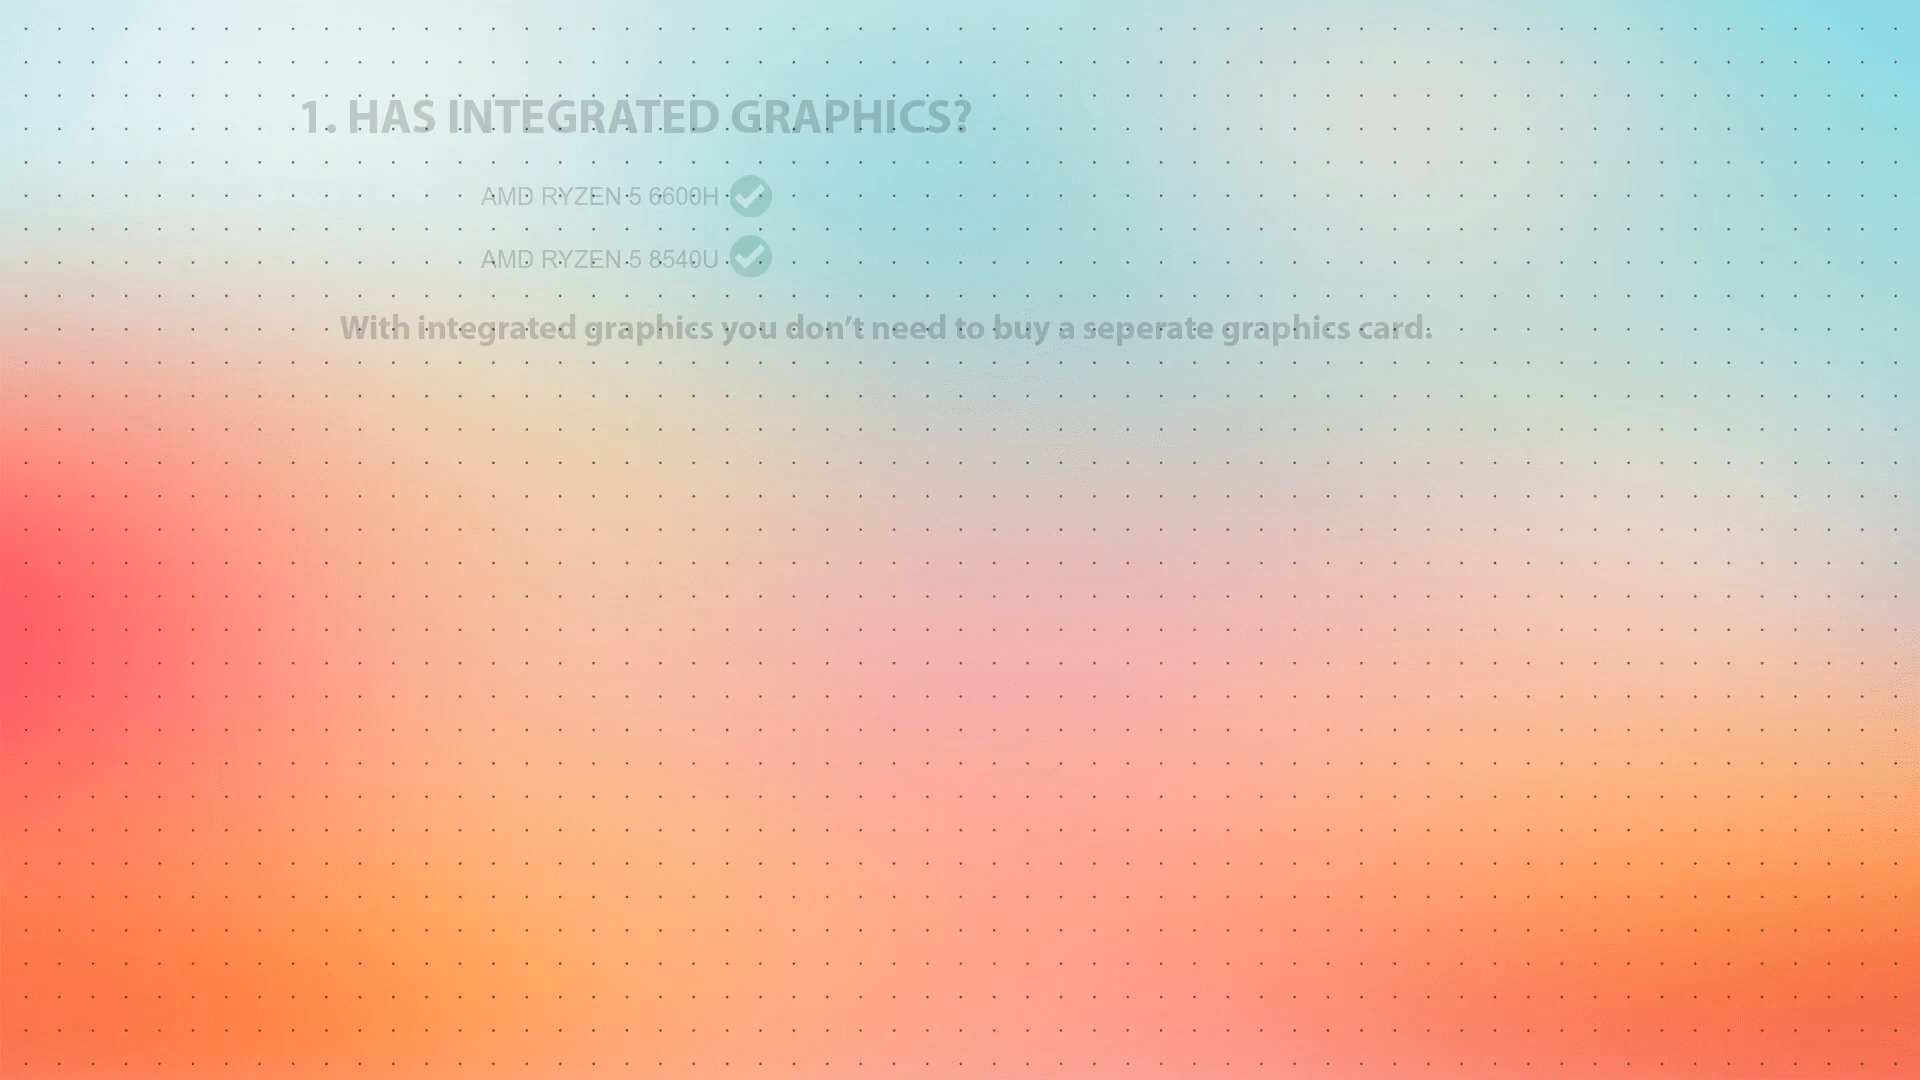 1. HAS INTEGRATED GRAPHICS?
AMD RYZEN 5 6600H
AMD RYZEN 5 8540U
With integrated graphics you don’t need to buy a seperate graphics card.